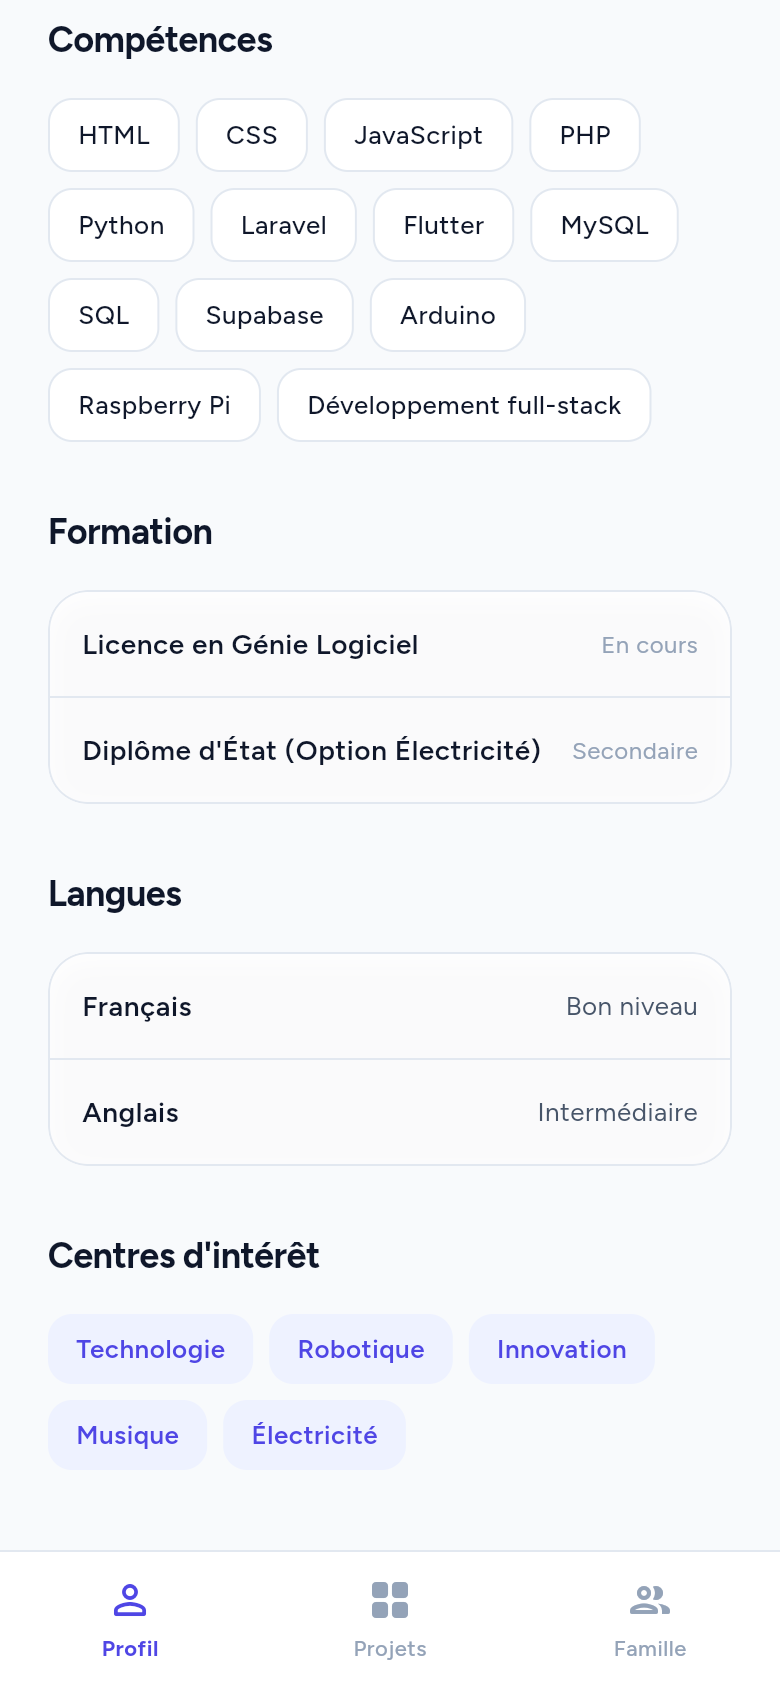 Compétences
HTML CSS JavaScript PHP
Python Laravel Flutter MySQL
SQL Supabase Arduino
Raspberry Pi Développement full-stack
Formation
Licence en Génie Logiciel En cours
Diplôme d'État (Option Électricité) Secondaire
Langues
Français Bon niveau
Anglais Intermédiaire
Centres d'intérêt
Technologie Robotique Innovation
Musique Électricité
Profil Projets Famille